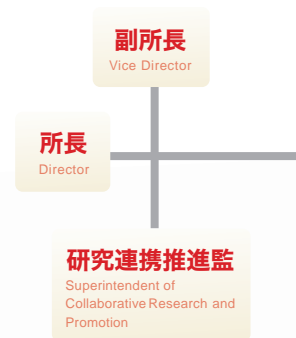 副所長
Vice Director
所長
Director
研究連携推進監
Superintendent of
Collaborative Research and
Promotion